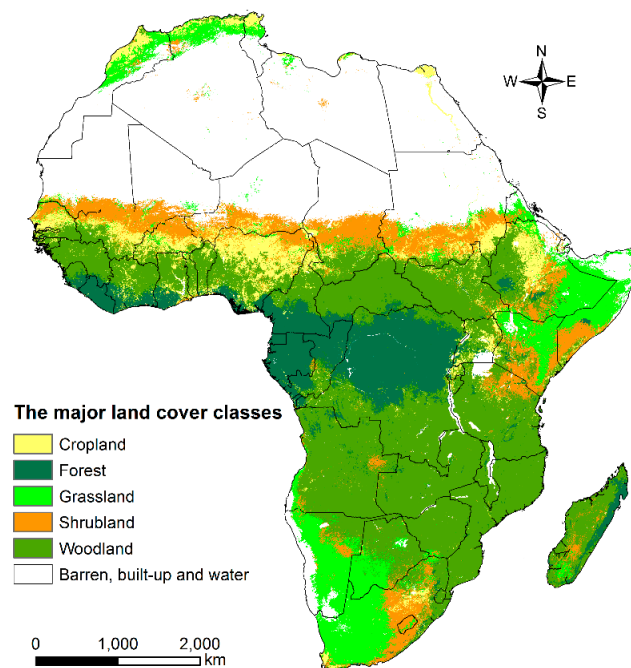 N
W E
S
The major land cover classes
Cropland
Forest
Grassland
Shrubland
Woodland
Barren, built-up and water
0 1,000 2,000
km